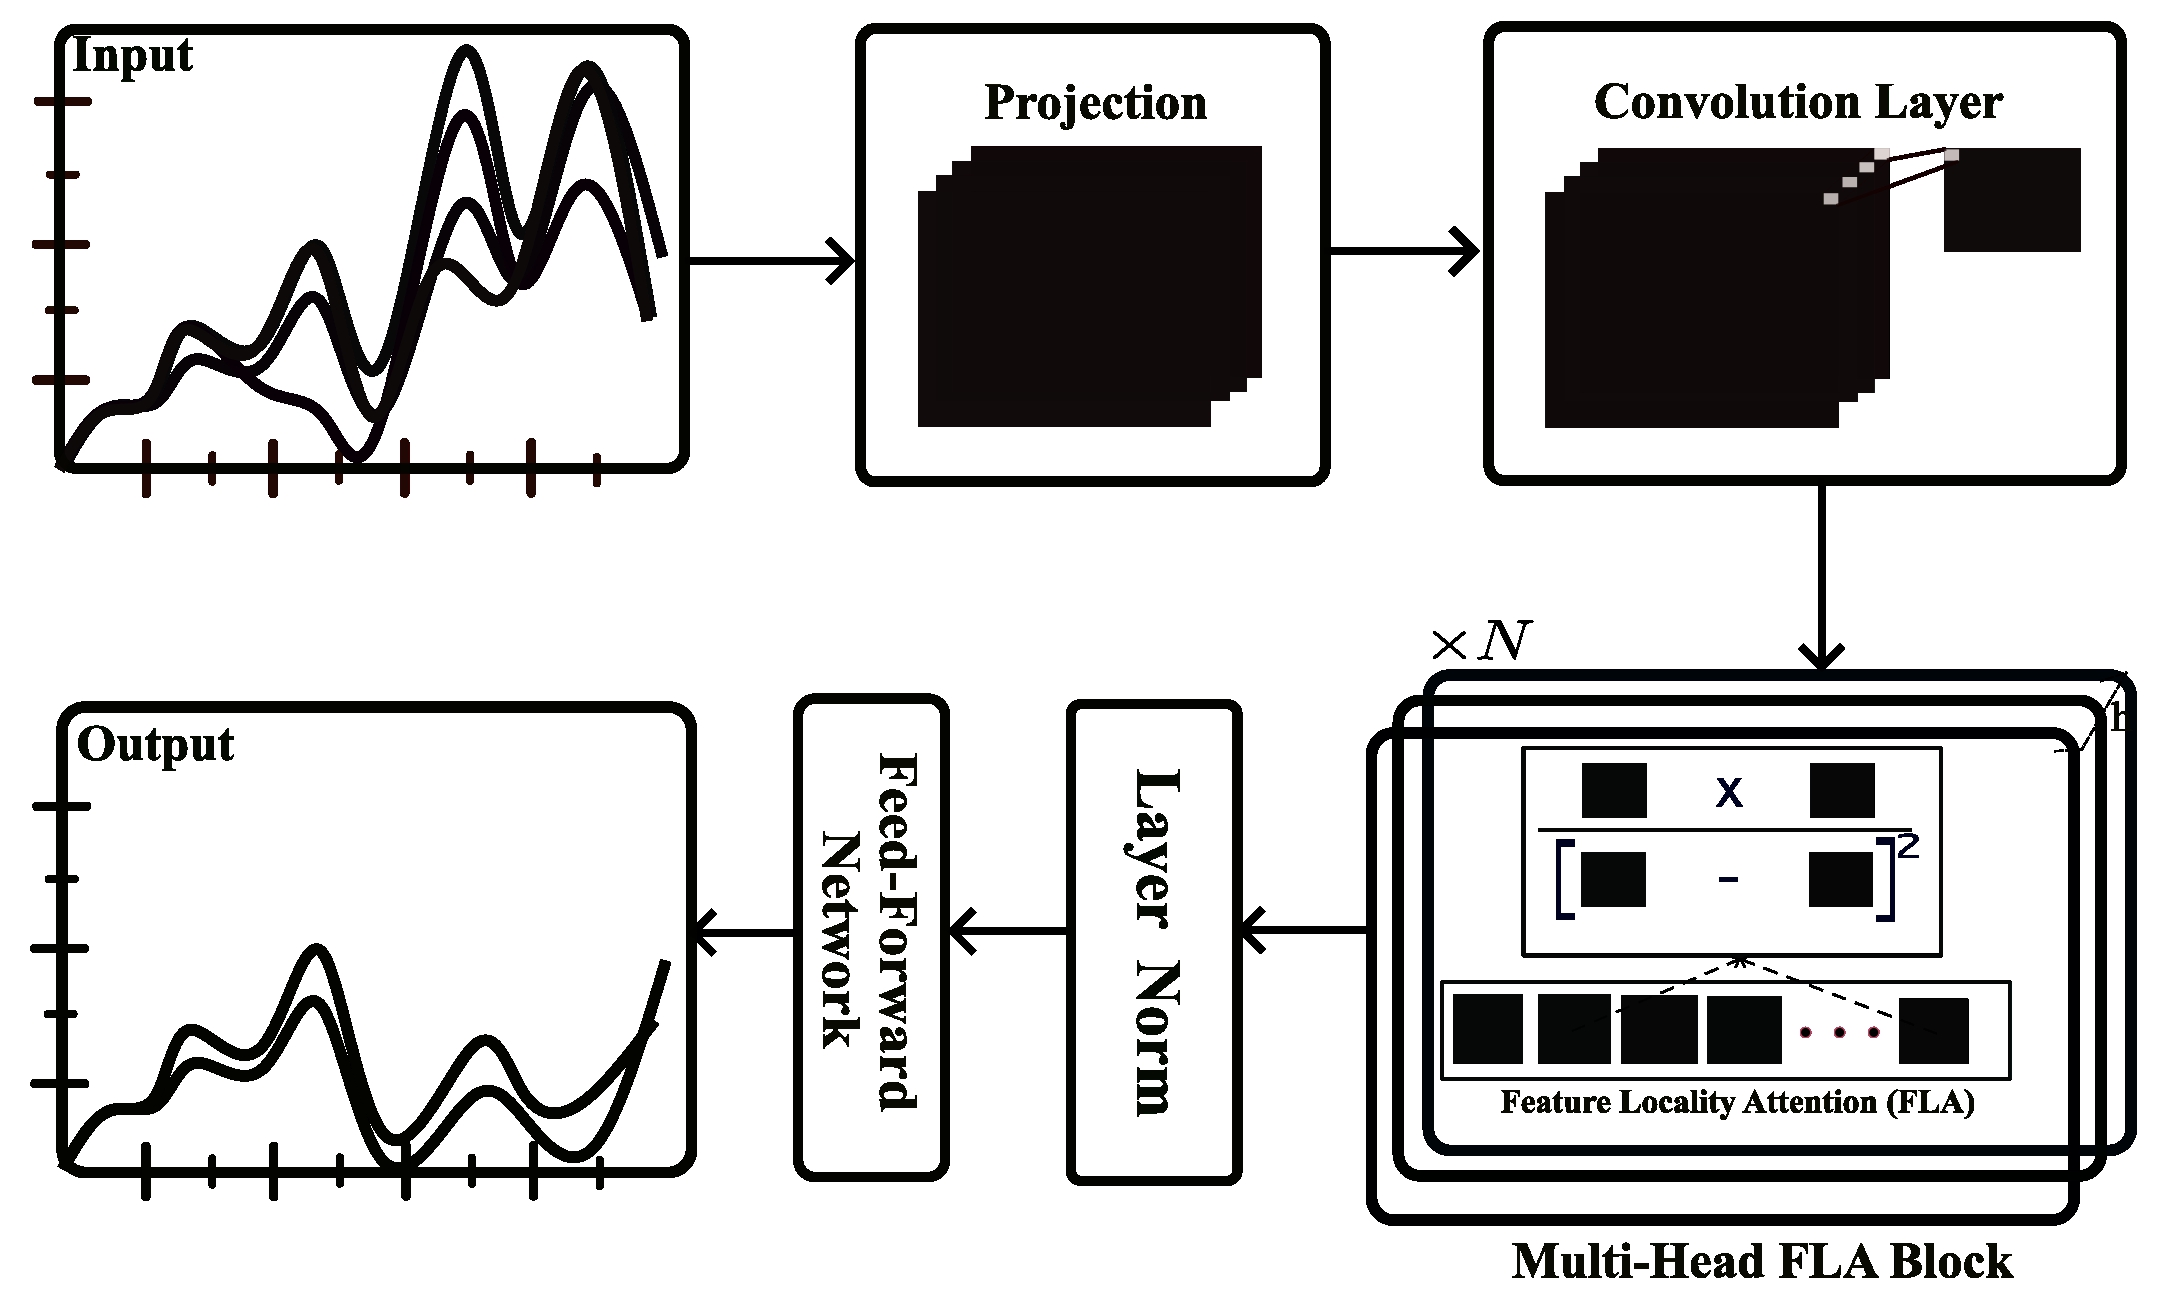 Input
Projection
Convolution Layer
×N
h
x
[ - ]2
Feature Locality Attention (FLA)
Multi-Head FLA Block
Layer Norm
Feed-Forward
Network
Output